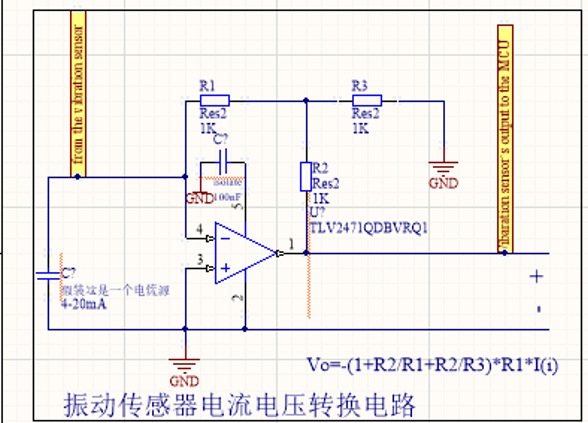 from the vibration sensor
vibaration sensor's output to the MCU
R1
Res2
1K
R3
Res2
1K
C?
isolate
100nF
GND
GND
R2
Res2
1K
U?
TLV2471QDBVRQ1
5
4
1
3
2
C?
假装这是一个电流源
4-20mA
+
-
GND
Vo=-(1+R2/R1+R2/R3)*R1*I(i)
振动传感器电流电压转换电路